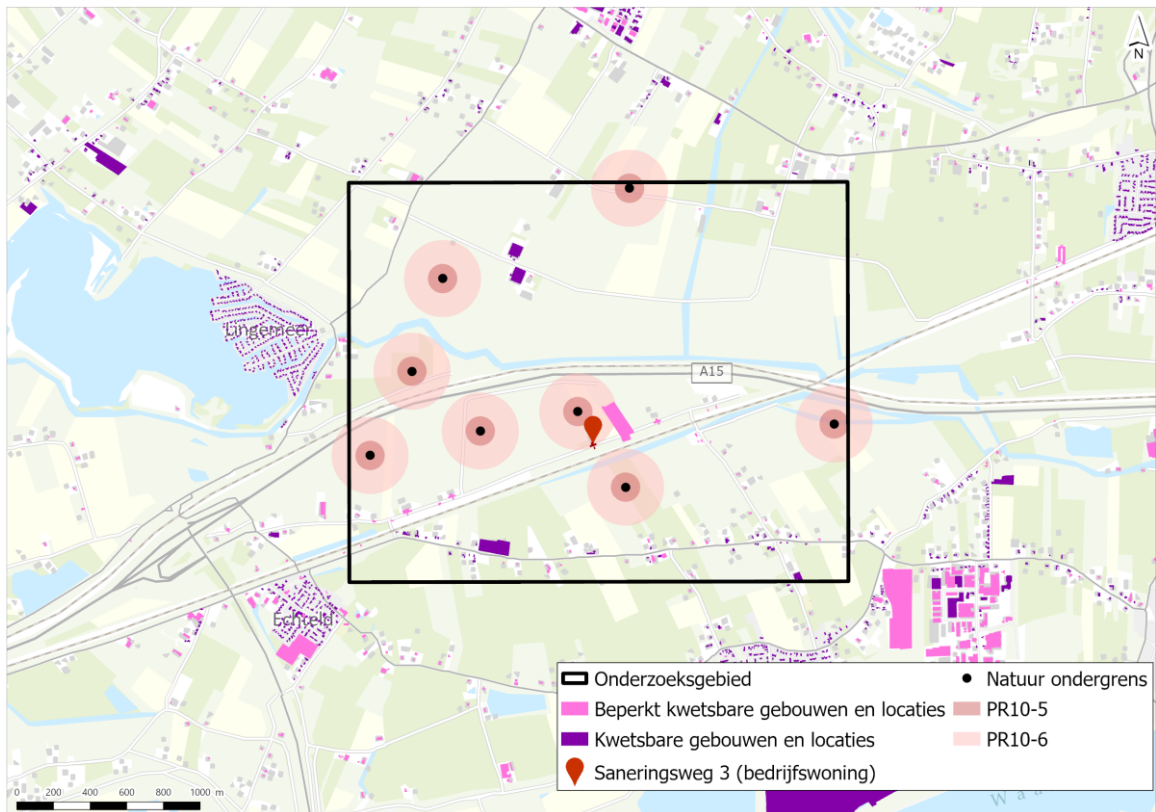 N
Lingemeer
A15
Echteld
Onderzoeksgebied
Beperkt kwetsbare gebouwen en locaties
Kwetsbare gebouwen en locaties
Saneringsweg 3 (bedrijfswoning)
Natuur ondergrens
PR10-5
PR10-6
0 200 400 600 800 1000 m
W a a